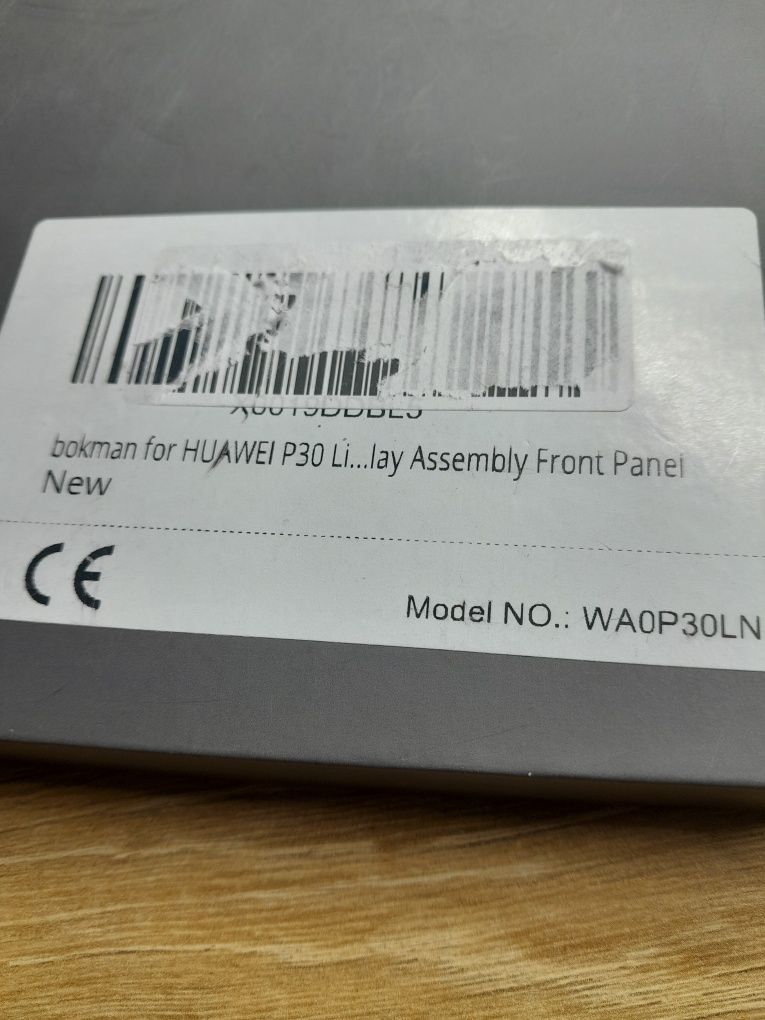 bokman for HUAWEI P30 Li...lay Assembly Front Panel
New
CE
Model NO.: WA0P30LN